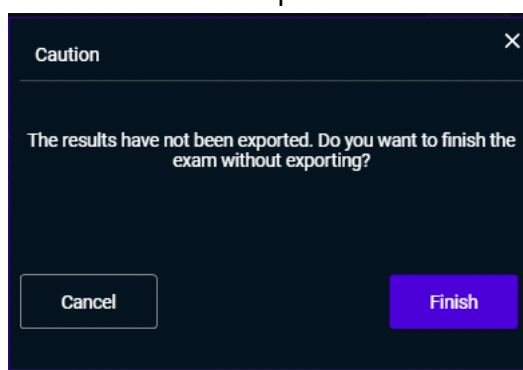 Caution
The results have not been exported. Do you want to finish the
exam without exporting?
Cancel
Finish